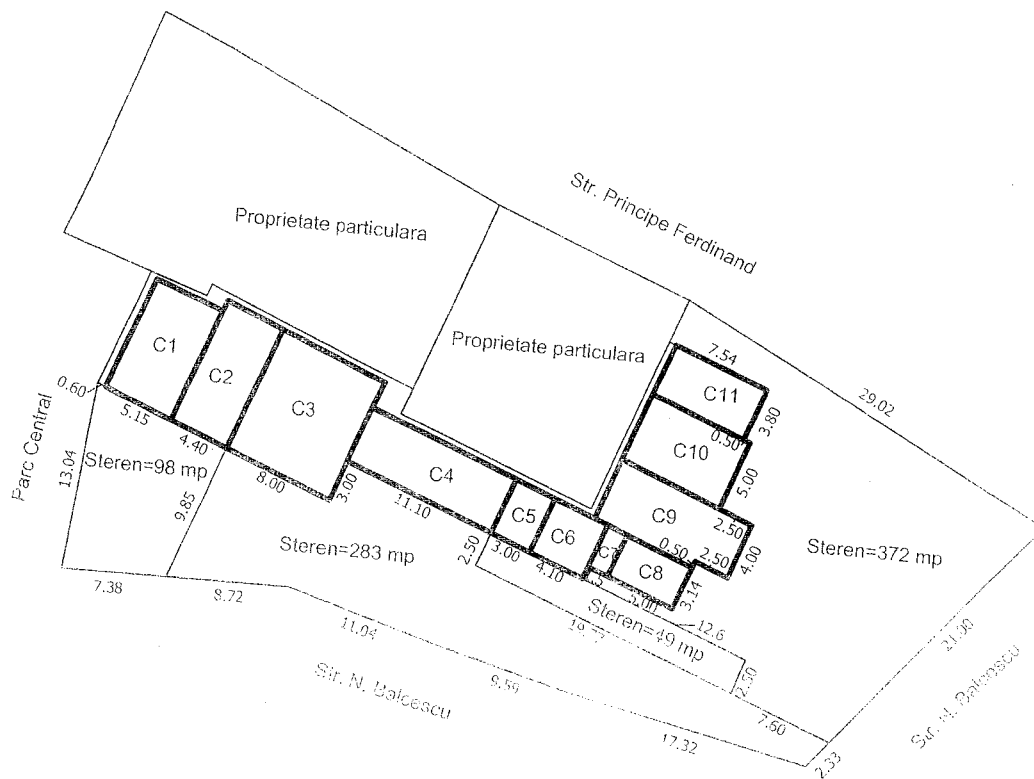 Str. Principe Ferdinand
Proprietate particulara
Proprietate particulara
C1
C2
C3
C4
C5
C6
C7
C8
C9
C10
C11
7.54
3.80
0.50
5.00
2.50
2.50
0.50
4.00
3.14
29.02
Steren=372 mp
21.00
Str. N. Balcescu
2.33
0.60
5.15
4.40
8.00
3.00
11.10
2.50
3.00
4.10
5.00
12.6
Parc Central
13.04
Steren=98 mp
9.85
Steren=283 mp
Steren=49 mp
2.50
7.60
7.38
8.72
11.04
9.59
17.32
Str. N. Balcescu